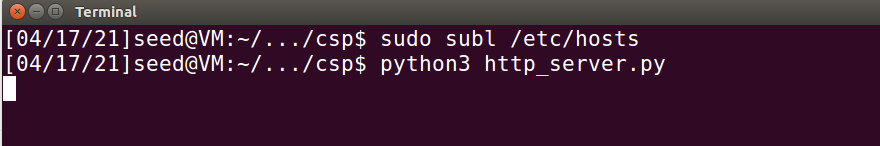 Terminal
[04/17/21]seed@VM:~/.../csp$ sudo subl /etc/hosts
[04/17/21]seed@VM:~/.../csp$ python3 http_server.py